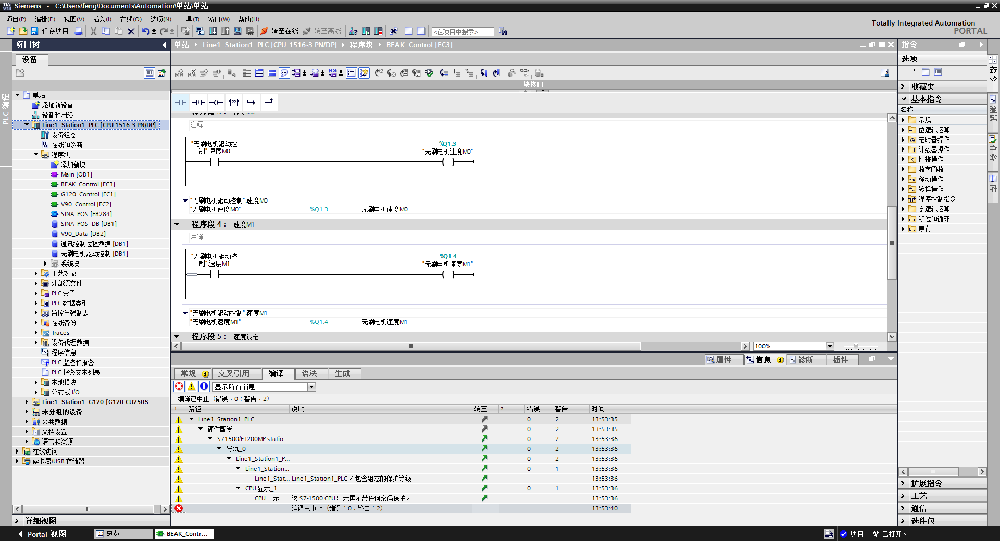 Siemens - C:\Users\feng\Documents\Automation\单站\单站
项目(P) 编辑(E) 视图(V) 插入(I) 在线(O) 选项(N) 工具(T) 窗口(W) 帮助(H)
Totally Integrated Automation
PORTAL
保存项目 转至在线 转至离线 <在项目中搜索>
项目树
设备
PLC 编程
单站
添加新设备
设备和网络
Line1_Station1_PLC [CPU 1516-3 PN/DP]
设备组态
在线和诊断
程序块
添加新块
Main [OB1]
BEAK_Control [FC3]
G120_Control [FC1]
V90_Control [FC2]
SINA_POS [FB284]
SINA_POS_DB [DB1]
V90_Data [DB2]
通讯控制过程数据 [DB1]
无刷电机驱动控制 [DB1]
系统块
工艺对象
外部源文件
PLC 变量
PLC 数据类型
监控与强制表
在线备份
Traces
设备代理数据
程序信息
PLC 监控和报警
PLC 报警文本列表
本地模块
分布式 I/O
Line1_Station1_G120 [G120 CU250S-...
未分组的设备
公共数据
文档设置
语言和资源
在线访问
读卡器/USB 存储器
详细视图
单站 Line1_Station1_PLC [CPU 1516-3 PN/DP] 程序块 BEAK_Control [FC3]
块接口
程序段 3： 速度M0
注释
"无刷电机驱动控
制".速度M0
%Q1.3
"无刷电机速度M0"
"无刷电机驱动控制".速度M0
"无刷电机速度M0" %Q1.3 无刷电机速度M0
程序段 4： 速度M1
注释
"无刷电机驱动控
制".速度M1
%Q1.4
"无刷电机速度M1"
"无刷电机驱动控制".速度M1
"无刷电机速度M1" %Q1.4 无刷电机速度M1
程序段 5： 速度设定
100%
属性 信息 诊断 插件
常规 交叉引用 编译 语法 生成
显示所有消息
编译已中止（错误：0；警告：2）
! 路径 说明 转至 ? 错误 警告 时间
Line1_Station1_PLC 0 2 13:53:35
硬件配置 0 2 13:53:35
S71500/ET200MP statio... 0 2 13:53:36
导轨_0 0 2 13:53:36
Line1_Station1_P... 0 2 13:53:36
Line1_Station... 0 1 13:53:36
Line1_Stat... Line1_Station1_PLC 不包含组态的保护等级 13:53:36
CPU 显示_1 0 1 13:53:36
CPU 显示... 该 S7-1500 CPU 显示屏不带任何密码保护。 13:53:36
编译已中止（错误：0；警告：2） 13:53:40
指令
选项
收藏夹
基本指令
名称
常规
位逻辑运算
定时器操作
计数器操作
比较操作
数学函数
移动操作
转换操作
程序控制指令
字逻辑运算
移位和循环
原有
扩展指令
工艺
通信
选件包
指令
测试
任务
库
Portal 视图 总览 BEAK_Contr... 项目 单站 已打开。